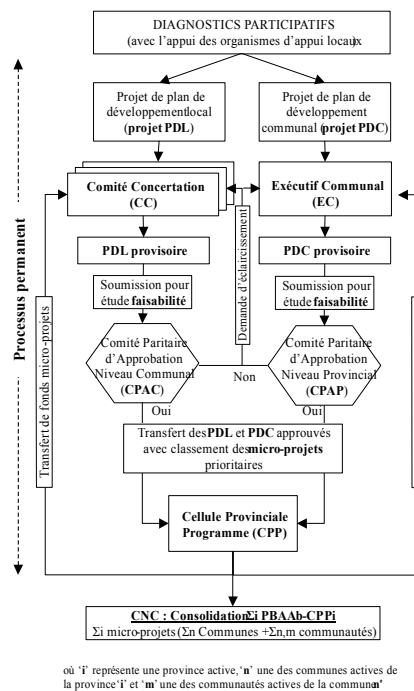 DIAGNOSTICS PARTICIPATIFS
(avec l'appui des organismes d'appui locaux)
Projet de plan de
développement local
(projet PDL)
Projet de plan de
développement
communal (projet PDC)
Comité Concertation
(CC)
Exécutif Communal
(EC)
PDL provisoire
PDC provisoire
Demande d'éclaircissement
Soumission pour
étude faisabilité
Soumission pour
étude faisabilité
Comité Paritaire
d'Approbation
Niveau Communal
(CPAC)
Non
Comité Paritaire
d'Approbation
Niveau Provincial
(CPAP)
Oui
Oui
Transfert des PDL et PDC approuvés
avec classement des micro-projets
prioritaires
Cellule Provinciale
Programme (CPP)
Processus permanent
Transfert de fonds micro-projets
CNC : Consolidation Σi PBAAb-CPPi
Σi micro-projets (Σn Communes +Σn,m communautés)
où 'i' représente une province active, 'n' une des communes actives de
la province 'i' et 'm' une des communautés actives de la commune 'n'